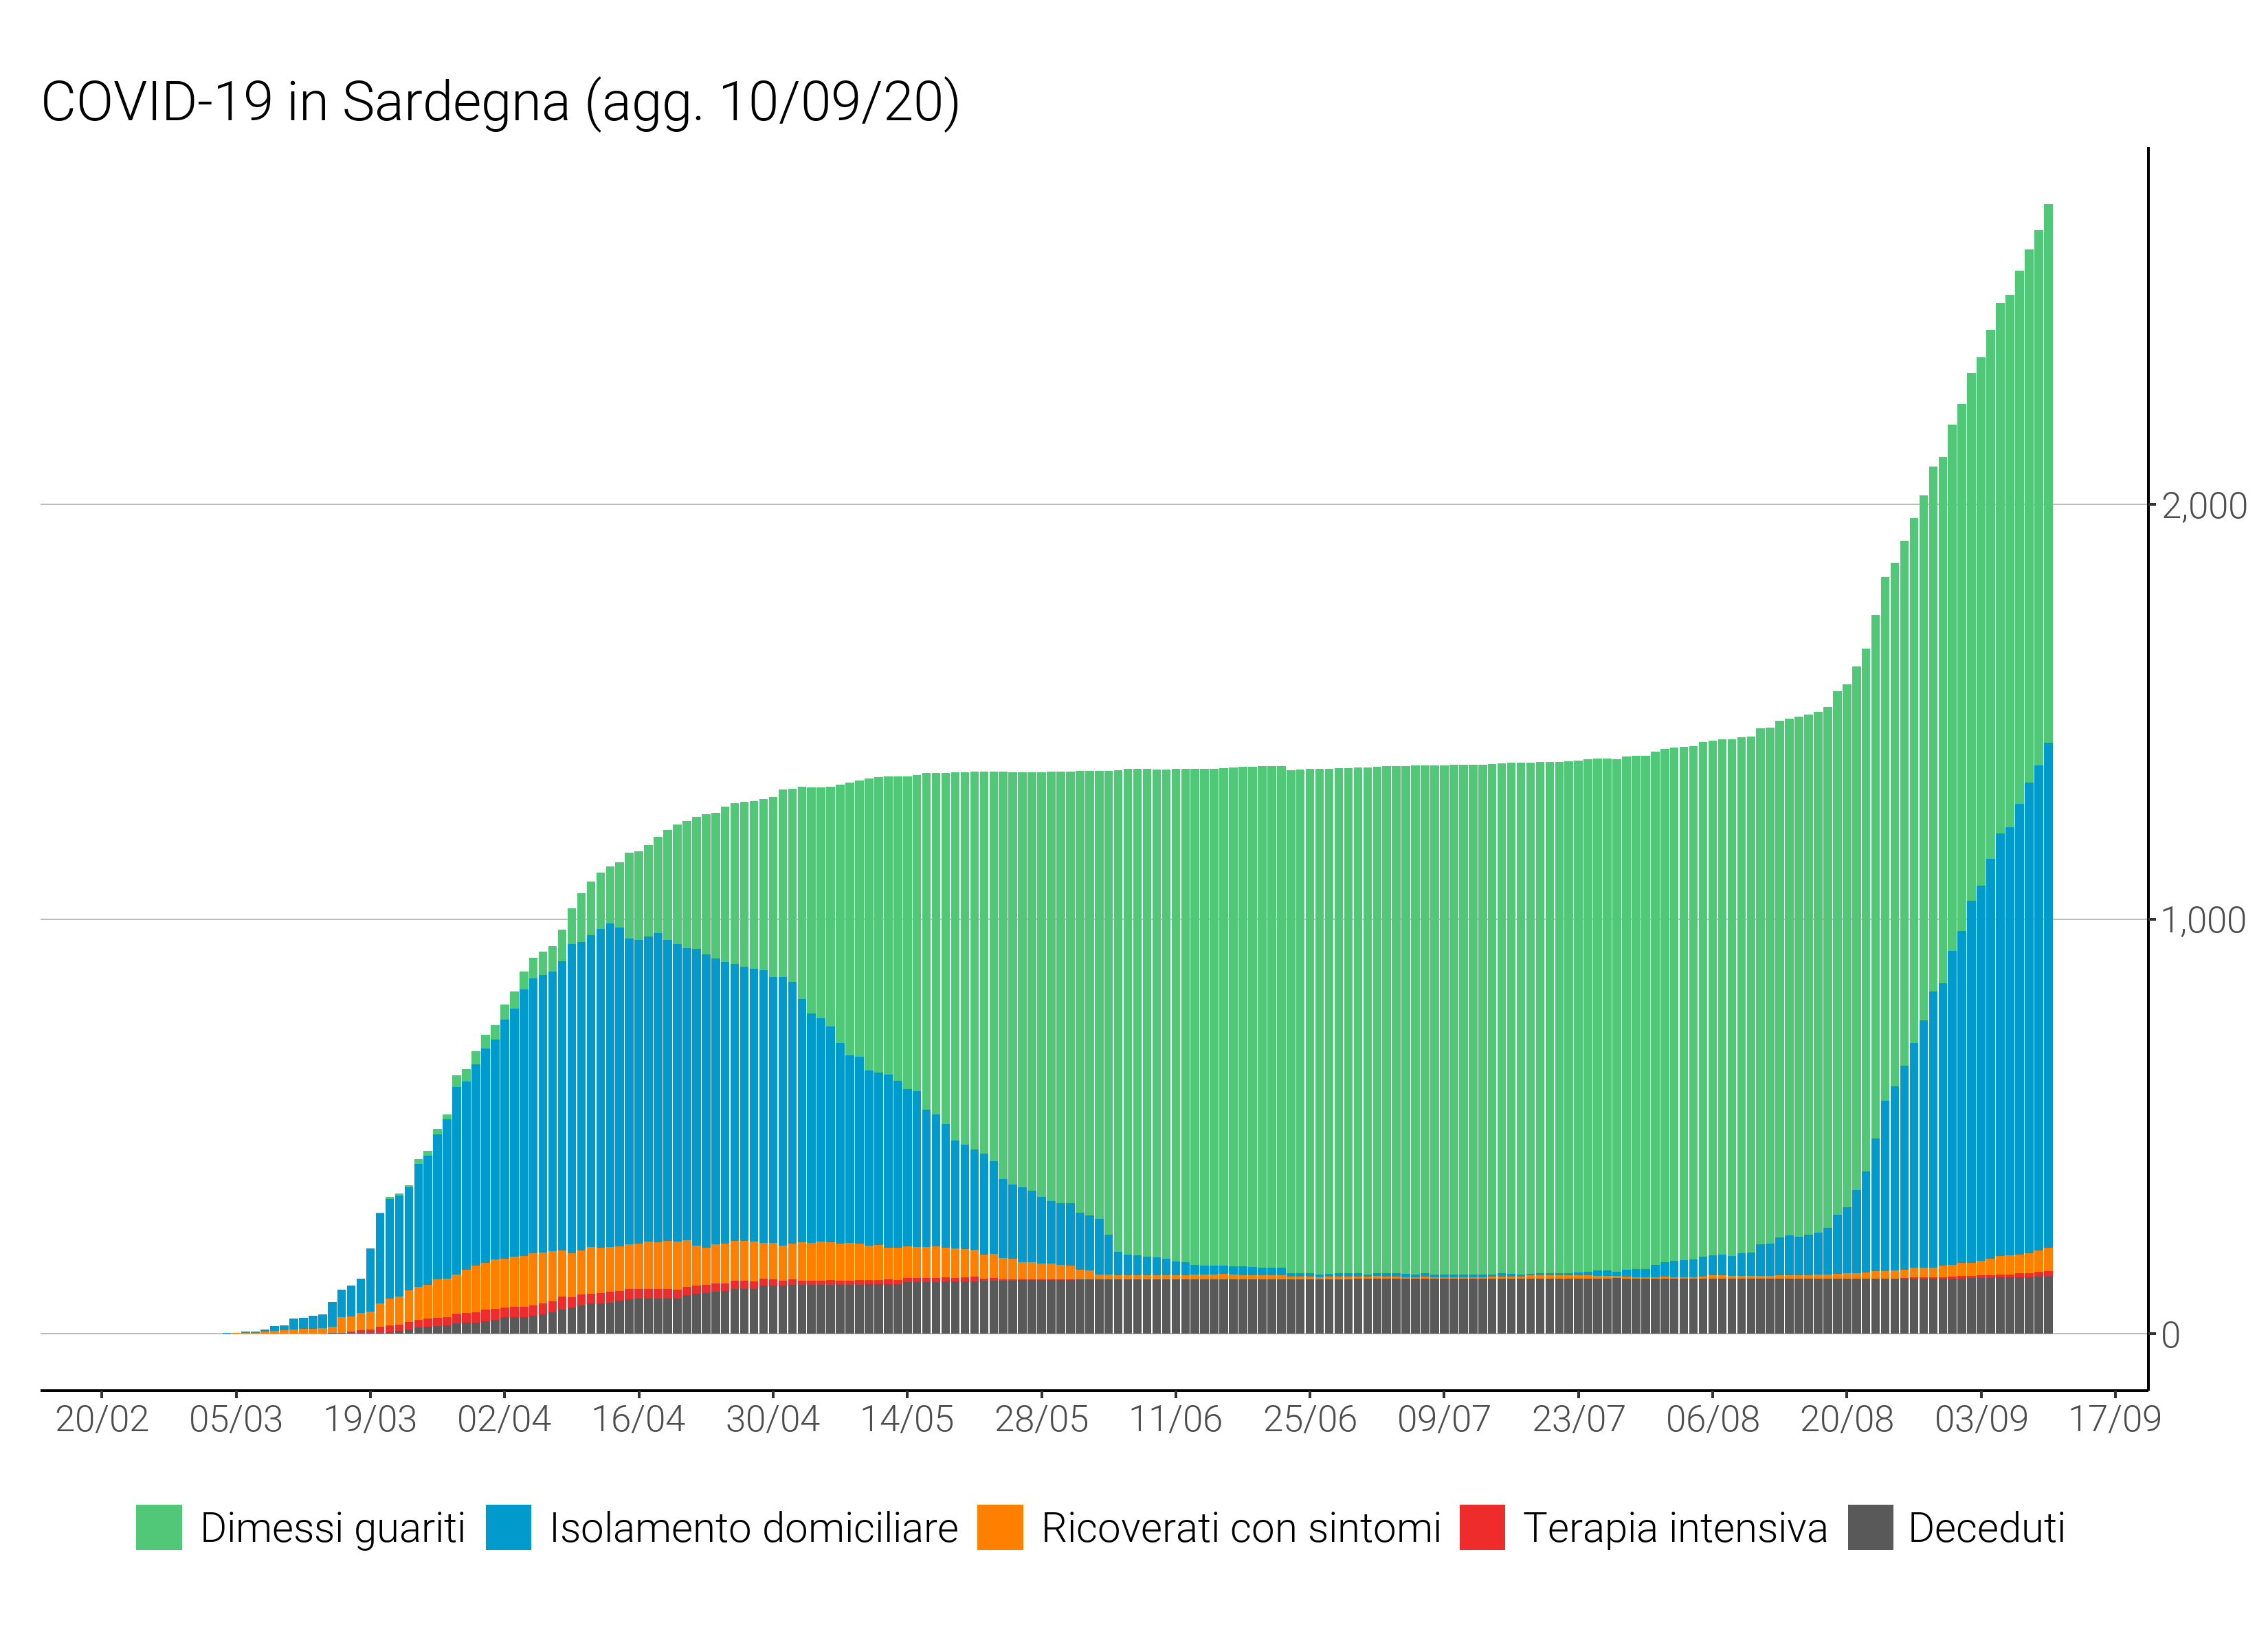 COVID-19 in Sardegna (agg. 10/09/20)
2,000
1,000
0
20/02 05/03 19/03 02/04 16/04 30/04 14/05 28/05 11/06 25/06 09/07 23/07 06/08 20/08 03/09 17/09
Dimessi guariti Isolamento domiciliare Ricoverati con sintomi Terapia intensiva Deceduti